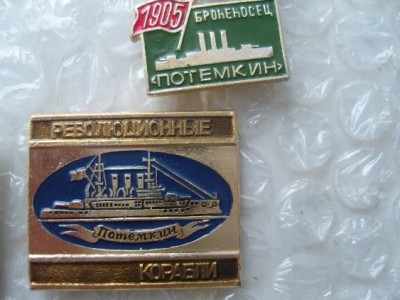 1905
БРОНЕНОСЕЦ
«ПОТЕМКИН»
РЕВОЛЮЦИОННЫЕ
Потемкин
КОРАБЛИ